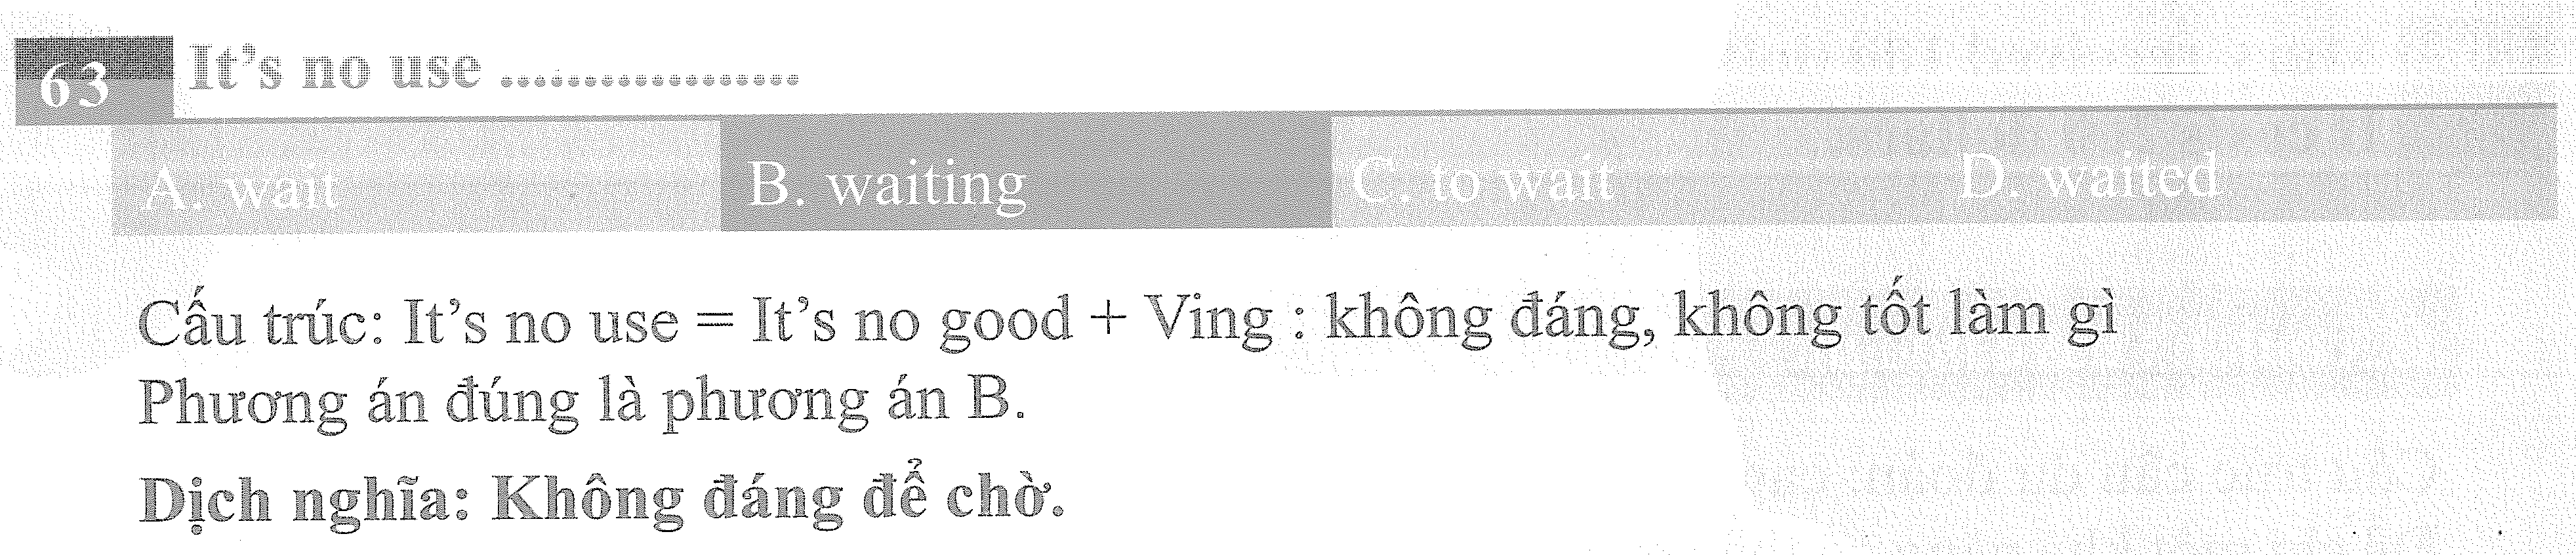 63 It's no use ..................
A. wait B. waiting C. to wait D. waited
Cấu trúc: It's no use = It's no good + Ving : không đáng, không tốt làm gì
Phương án đúng là phương án B.
Dịch nghĩa: Không đáng để chờ.